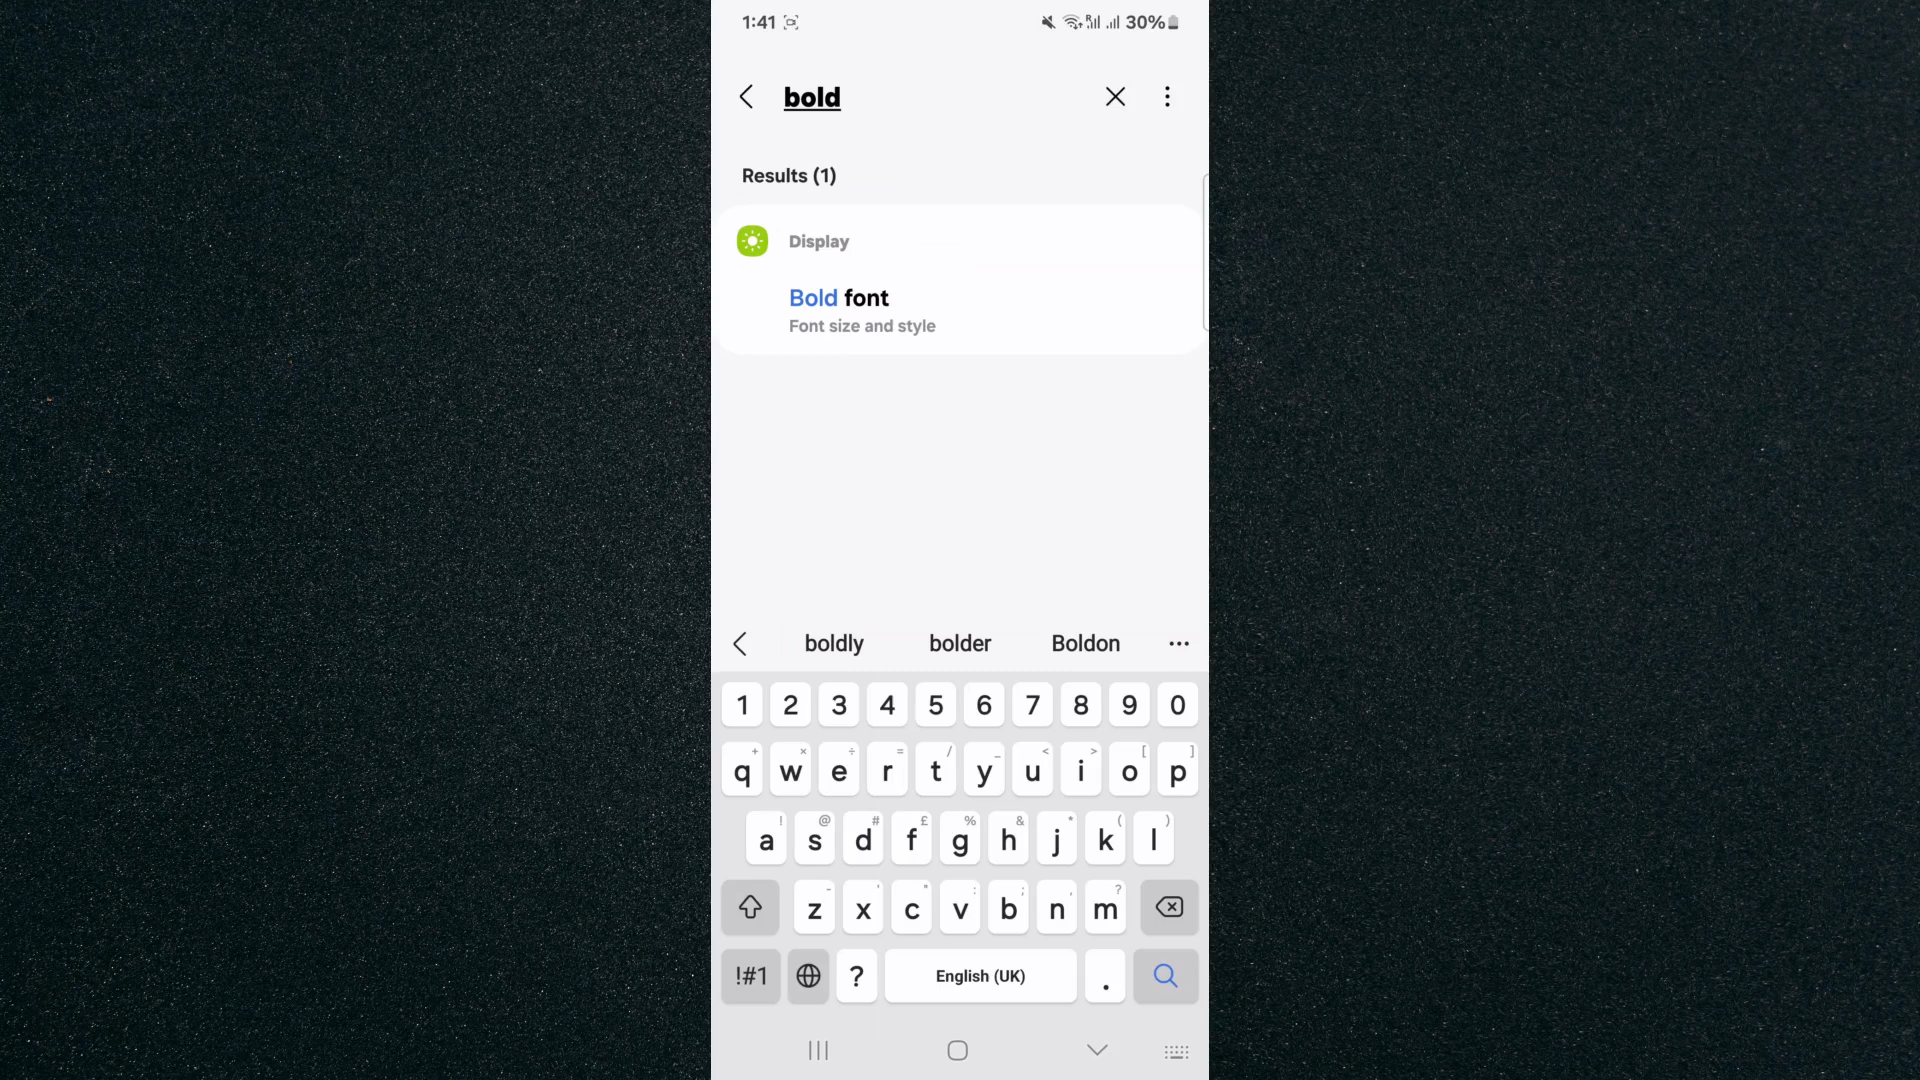 1:41 30%
bold
Results (1)
Display
Bold font
Font size and style
boldly bolder Boldon ...
1 2 3 4 5 6 7 8 9 0
+ × ÷ = / _ < > [ ]
q w e r t y u i o p
! @ # £ % & * ( )
a s d f g h j k l
- ' " : ; , ?
z x c v b n m
!#1 ? English (UK) .